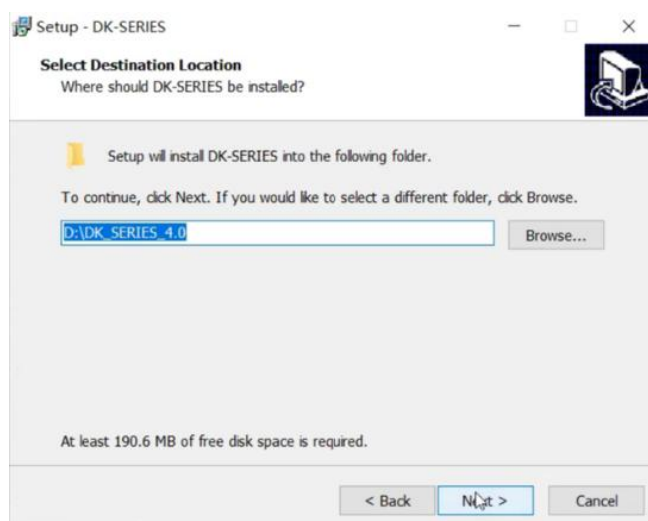 Setup - DK-SERIES
Select Destination Location
Where should DK-SERIES be installed?
Setup will install DK-SERIES into the following folder.
To continue, click Next. If you would like to select a different folder, click Browse.
D:\DK_SERIES_4.0
Browse...
At least 190.6 MB of free disk space is required.
< Back
Next >
Cancel